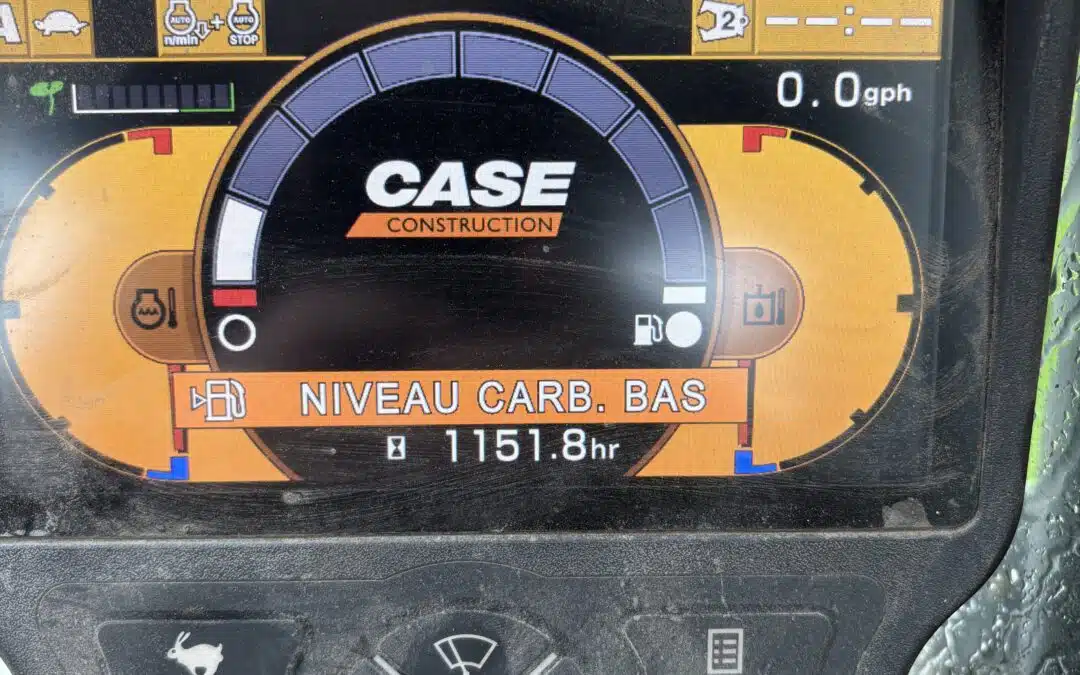 A
AUTO
n/min
+
AUTO
STOP
2
--:--
0.0gph
CASE
CONSTRUCTION
NIVEAU CARB. BAS
1151.8hr